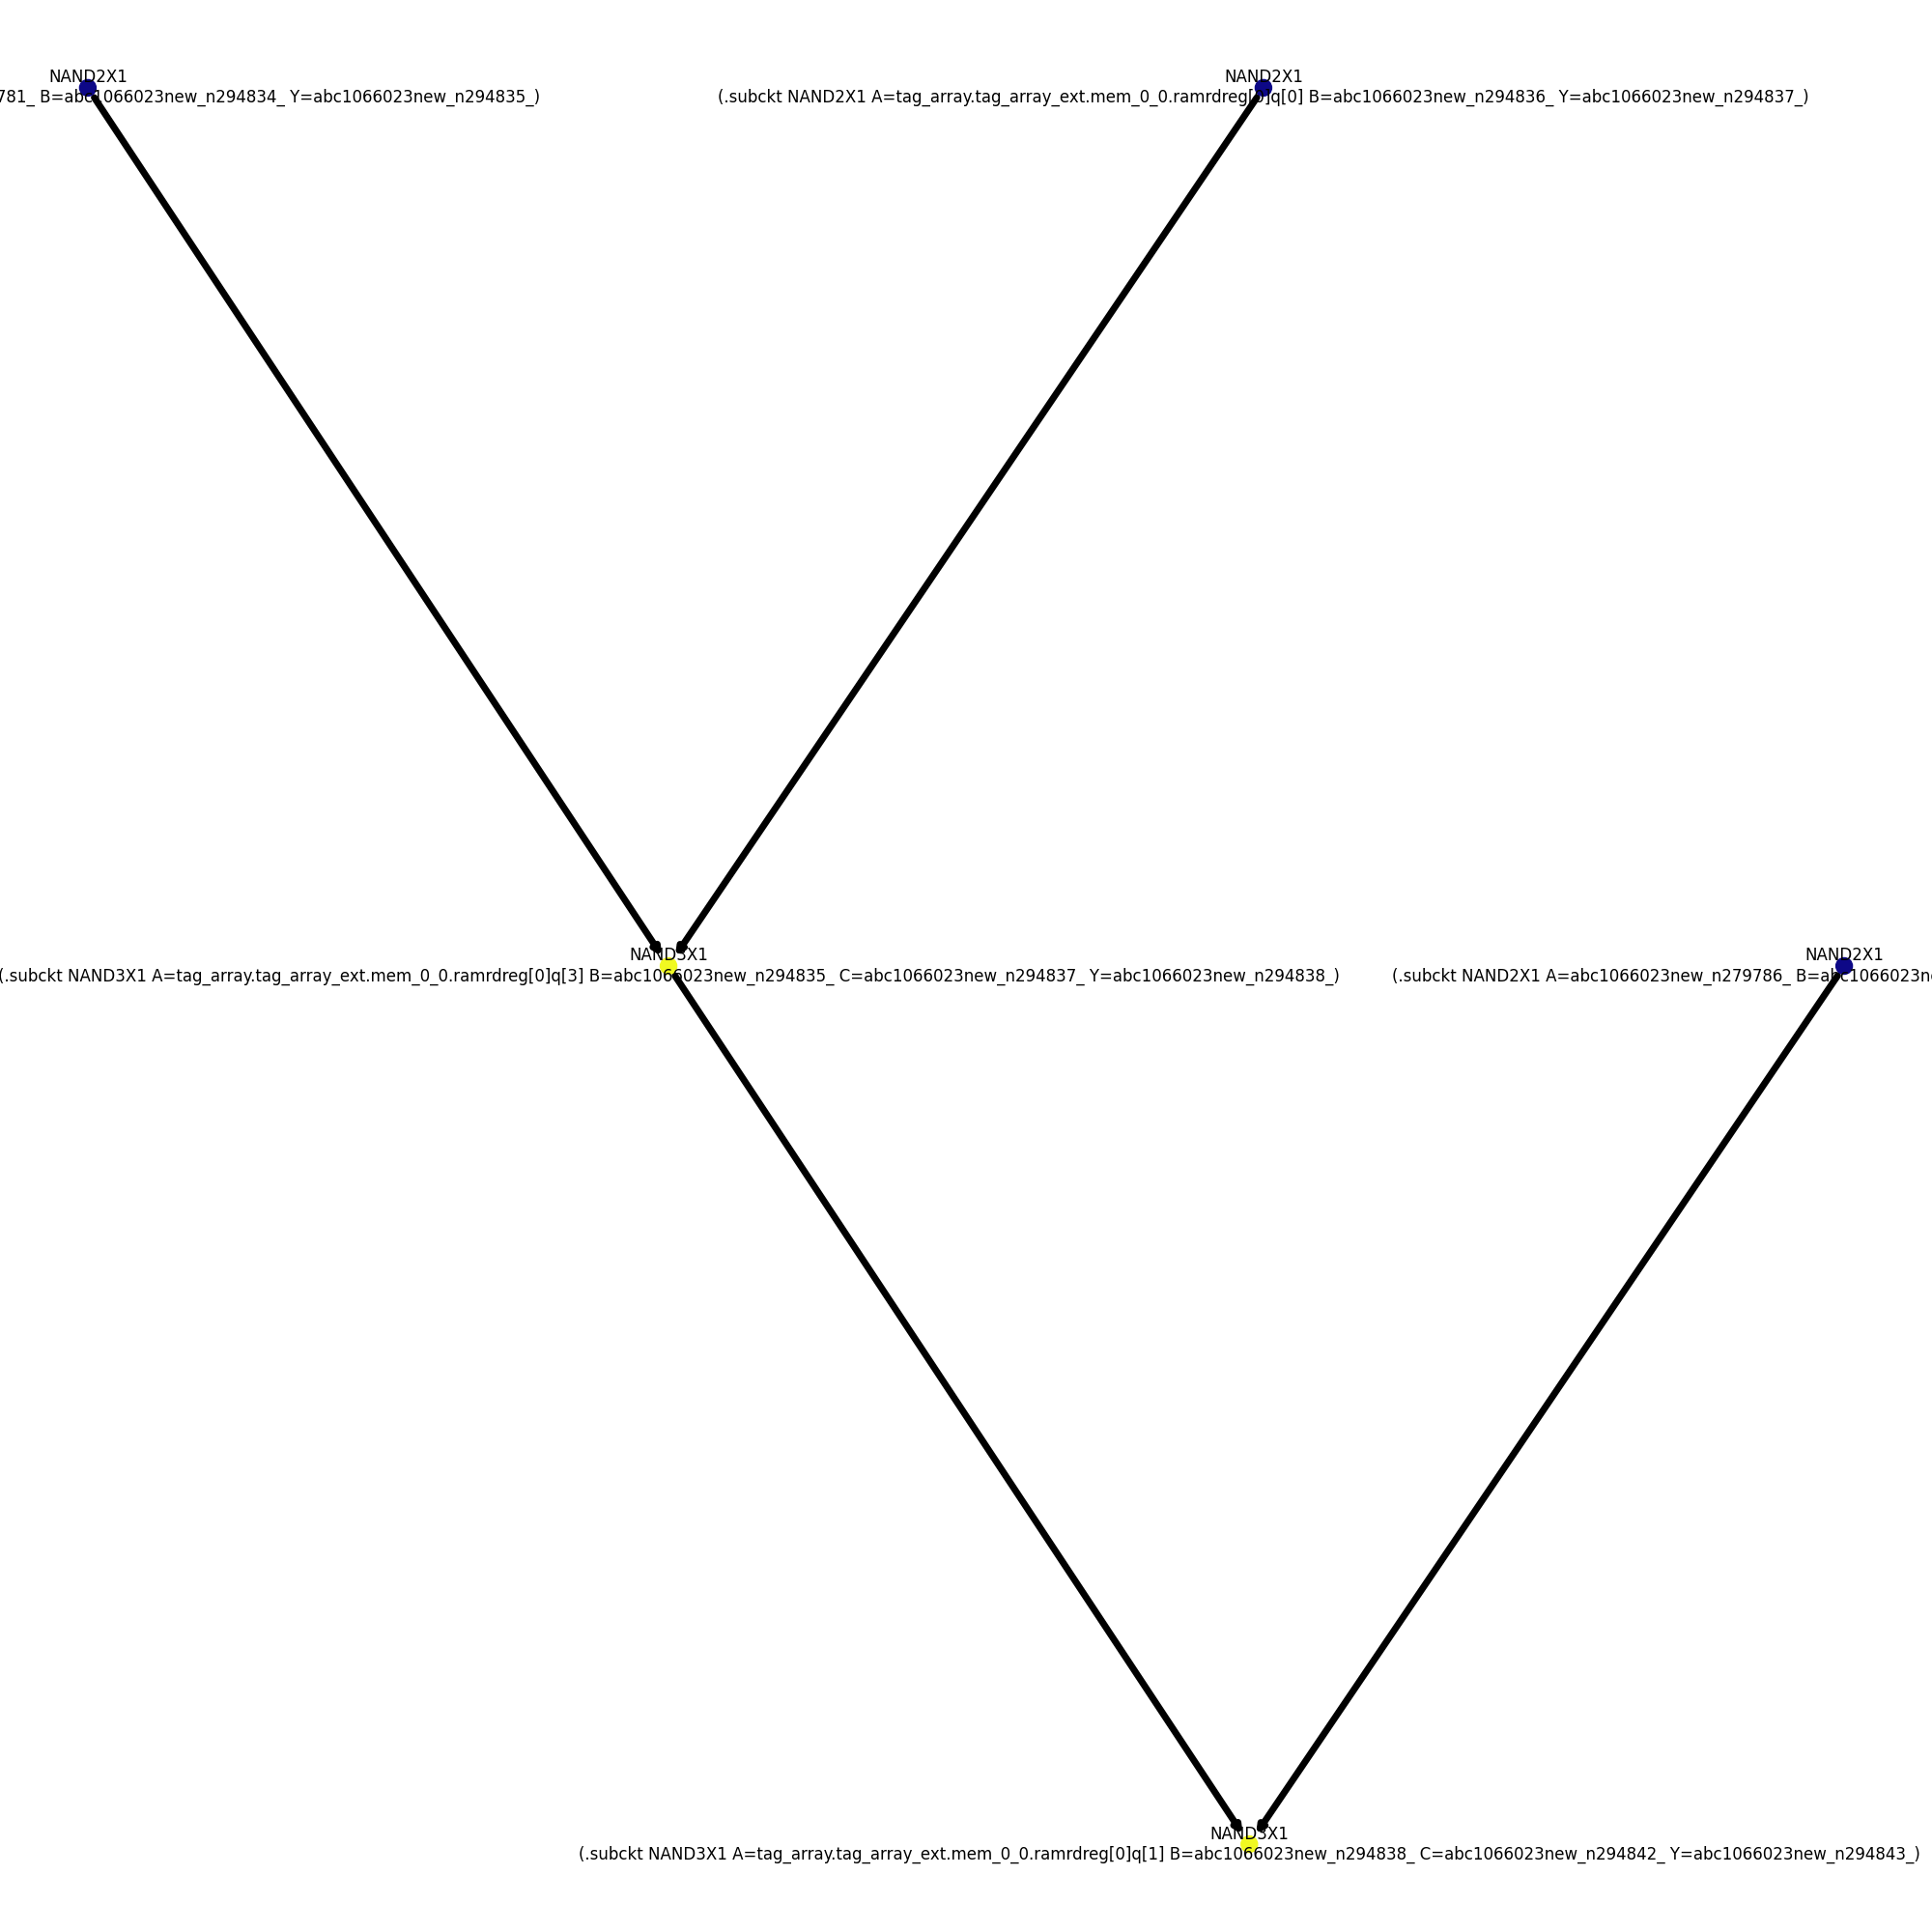 NAND2X1
781_ B=abc1066023new_n294834_ Y=abc1066023new_n294835_)
NAND2X1
(.subckt NAND2X1 A=tag_array.tag_array_ext.mem_0_0.ramrdreg[0]q[0] B=abc1066023new_n294836_ Y=abc1066023new_n294837_)
NAND3X1
(.subckt NAND3X1 A=tag_array.tag_array_ext.mem_0_0.ramrdreg[0]q[3] B=abc1066023new_n294835_ C=abc1066023new_n294837_ Y=abc1066023new_n294838_)
NAND2X1
(.subckt NAND2X1 A=abc1066023new_n279786_ B=abc1066023n
NAND3X1
(.subckt NAND3X1 A=tag_array.tag_array_ext.mem_0_0.ramrdreg[0]q[1] B=abc1066023new_n294838_ C=abc1066023new_n294842_ Y=abc1066023new_n294843_)